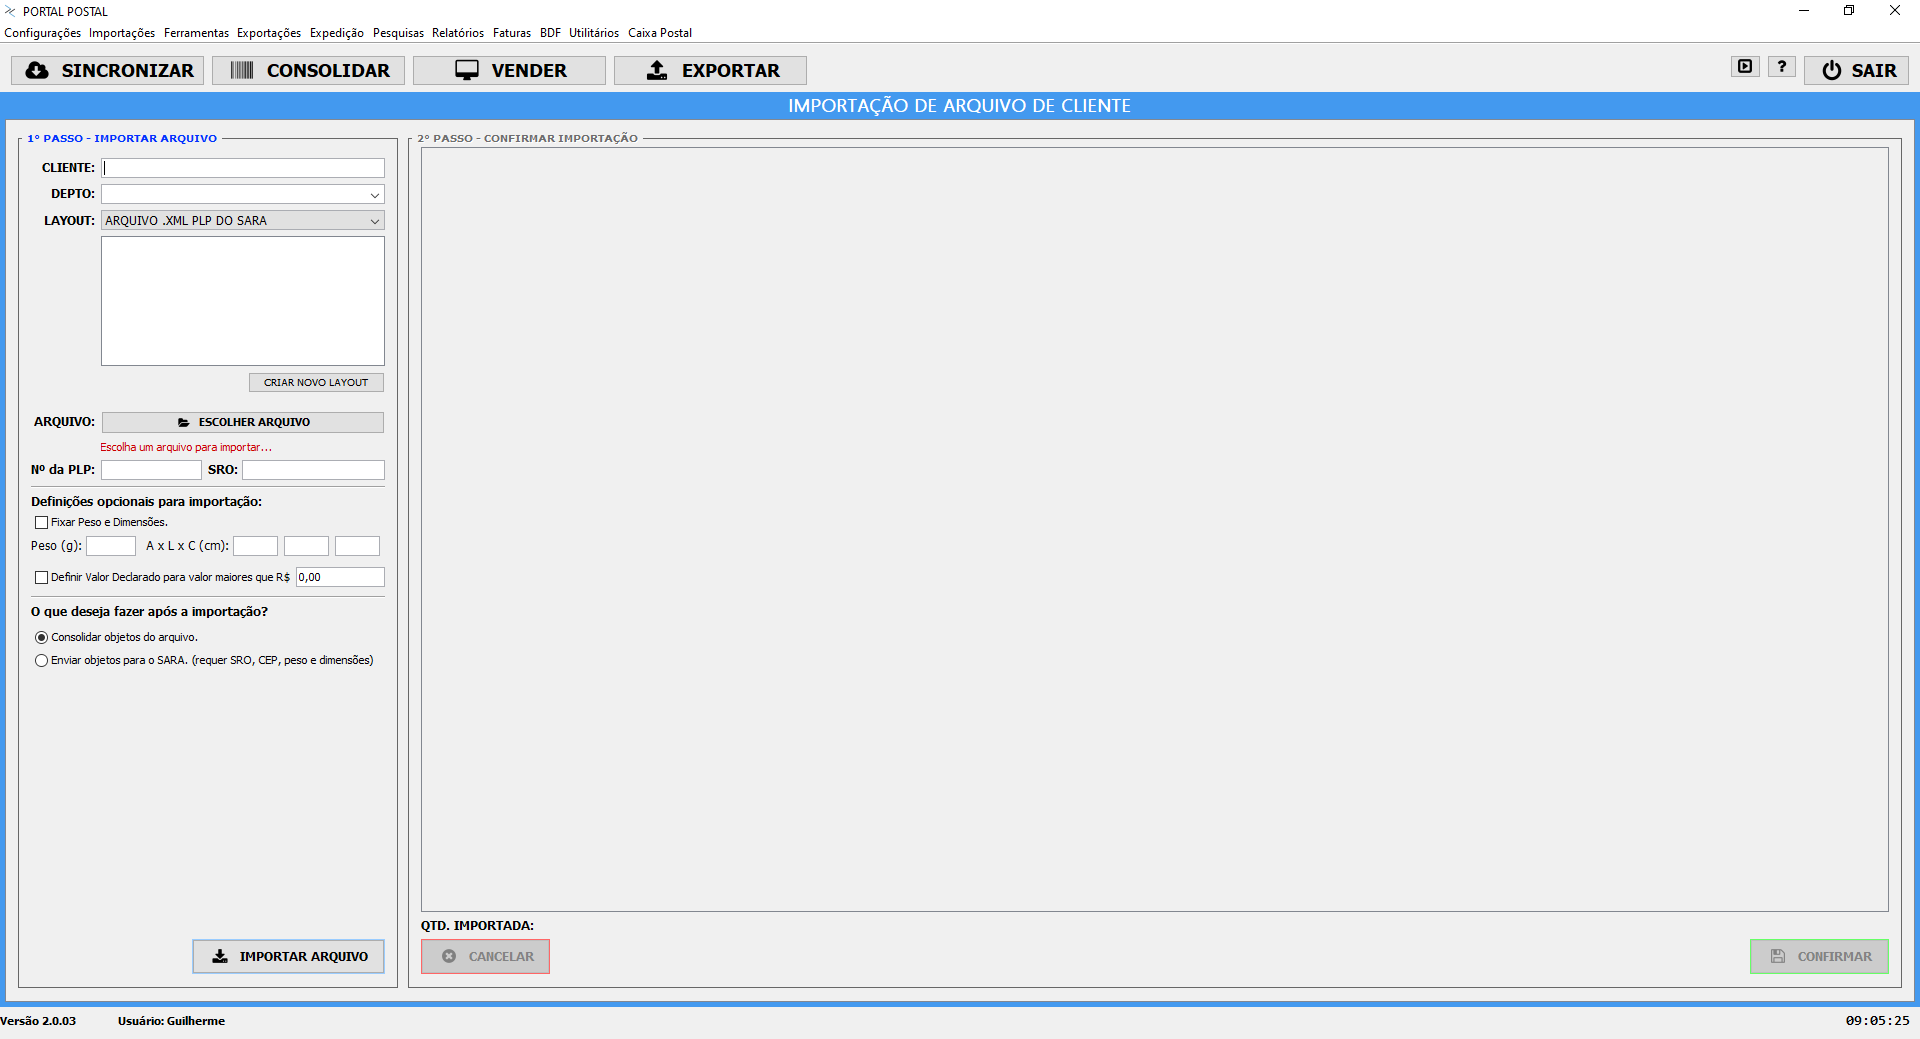 PORTAL POSTAL
Configurações Importações Ferramentas Exportações Expedição Pesquisas Relatórios Faturas BDF Utilitários Caixa Postal
SINCRONIZAR CONSOLIDAR VENDER EXPORTAR ? SAIR
IMPORTAÇÃO DE ARQUIVO DE CLIENTE
1º PASSO - IMPORTAR ARQUIVO
CLIENTE:
DEPTO:
LAYOUT: ARQUIVO .XML PLP DO SARA
CRIAR NOVO LAYOUT
ARQUIVO: ESCOLHER ARQUIVO
Escolha um arquivo para importar...
Nº da PLP: SRO:
Definições opcionais para importação:
Fixar Peso e Dimensões.
Peso (g): A x L x C (cm):
Definir Valor Declarado para valor maiores que R$ 0,00
O que deseja fazer após a importação?
Consolidar objetos do arquivo.
Enviar objetos para o SARA. (requer SRO, CEP, peso e dimensões)
IMPORTAR ARQUIVO
2º PASSO - CONFIRMAR IMPORTAÇÃO
QTD. IMPORTADA:
CANCELAR CONFIRMAR
Versão 2.0.03 Usuário: Guilherme 09:05:25